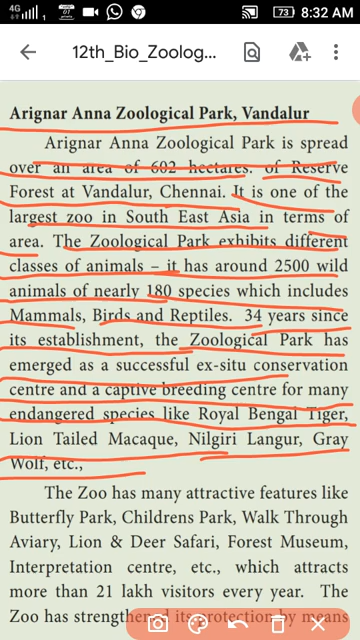 4G
01
73
8:32 AM
12th_Bio_Zoolog...
Arignar Anna Zoological Park, Vandalur
Arignar Anna Zoological Park is spread
over an area of 602 hectares. of Reserve
Forest at Vandalur, Chennai. It is one of the
largest zoo in South East Asia in terms of
area. The Zoological Park exhibits different
classes of animals – it has around 2500 wild
animals of nearly 180 species which includes
Mammals, Birds and Reptiles. 34 years since
its establishment, the Zoological Park has
emerged as a successful ex-situ conservation
centre and a captive breeding centre for many
endangered species like Royal Bengal Tiger,
Lion Tailed Macaque, Nilgiri Langur, Gray
Wolf, etc.,
The Zoo has many attractive features like
Butterfly Park, Childrens Park, Walk Through
Aviary, Lion & Deer Safari, Forest Museum,
Interpretation centre, etc., which attracts
more than 21 lakh visitors every year. The
Zoo has strengthened its protection by means